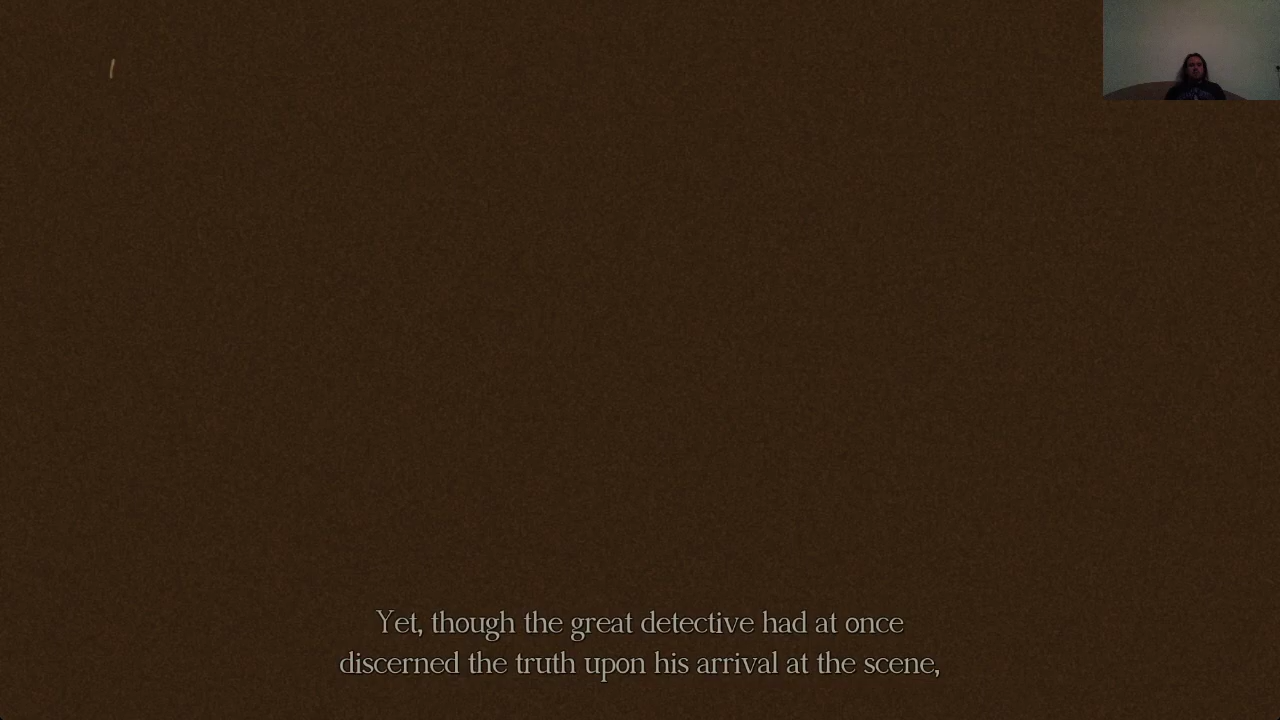 Yet, though the great detective had at once
discerned the truth upon his arrival at the scene,